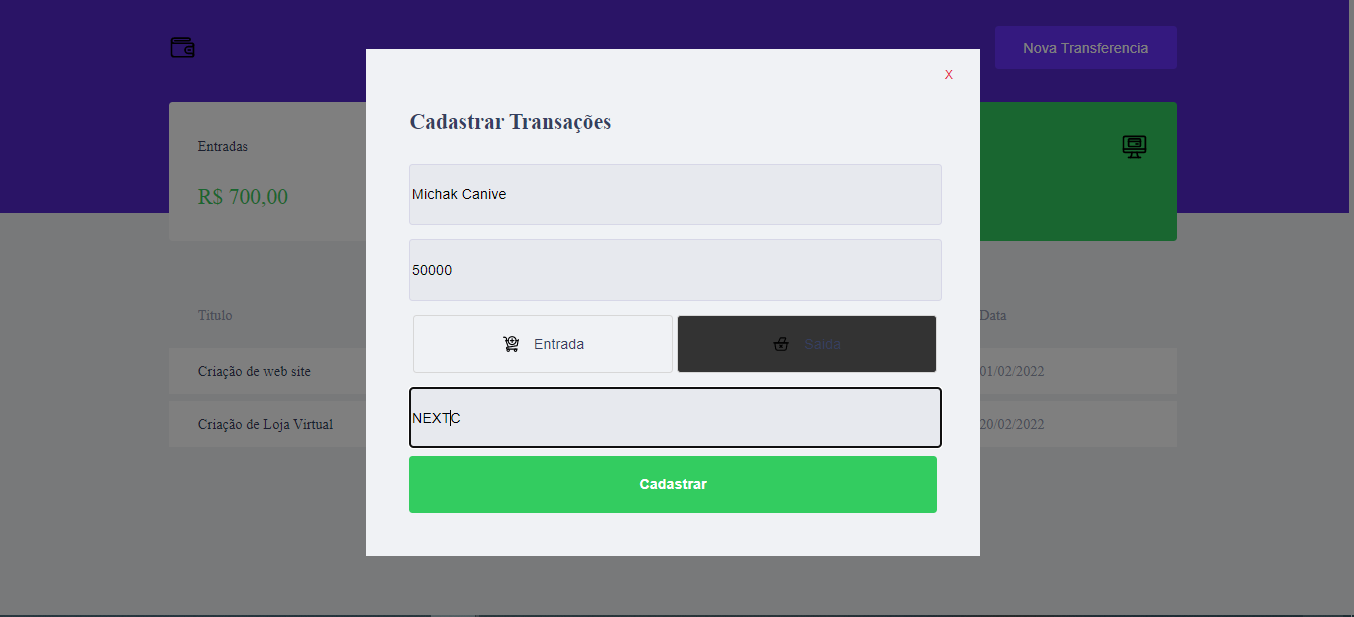 Nova Transferencia
X
Cadastrar Transações
Entradas
R$ 700,00
Michak Canive
50000
Entrada
Saida
NEXTC
Cadastrar
Titulo
Data
Criação de web site
01/02/2022
Criação de Loja Virtual
20/02/2022